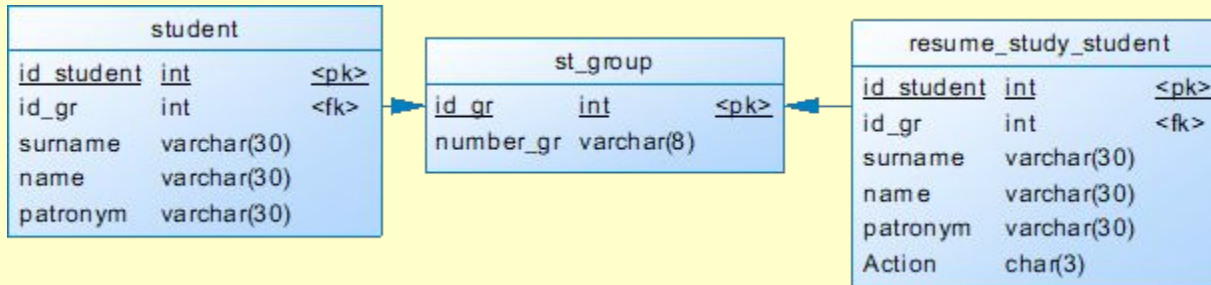 student
id_student int <pk>
id_gr int <fk>
surname varchar(30)
name varchar(30)
patronym varchar(30)
st_group
id_gr int <pk>
number_gr varchar(8)
resume_study_student
id_student int <pk>
id_gr int <fk>
surname varchar(30)
name varchar(30)
patronym varchar(30)
Action char(3)